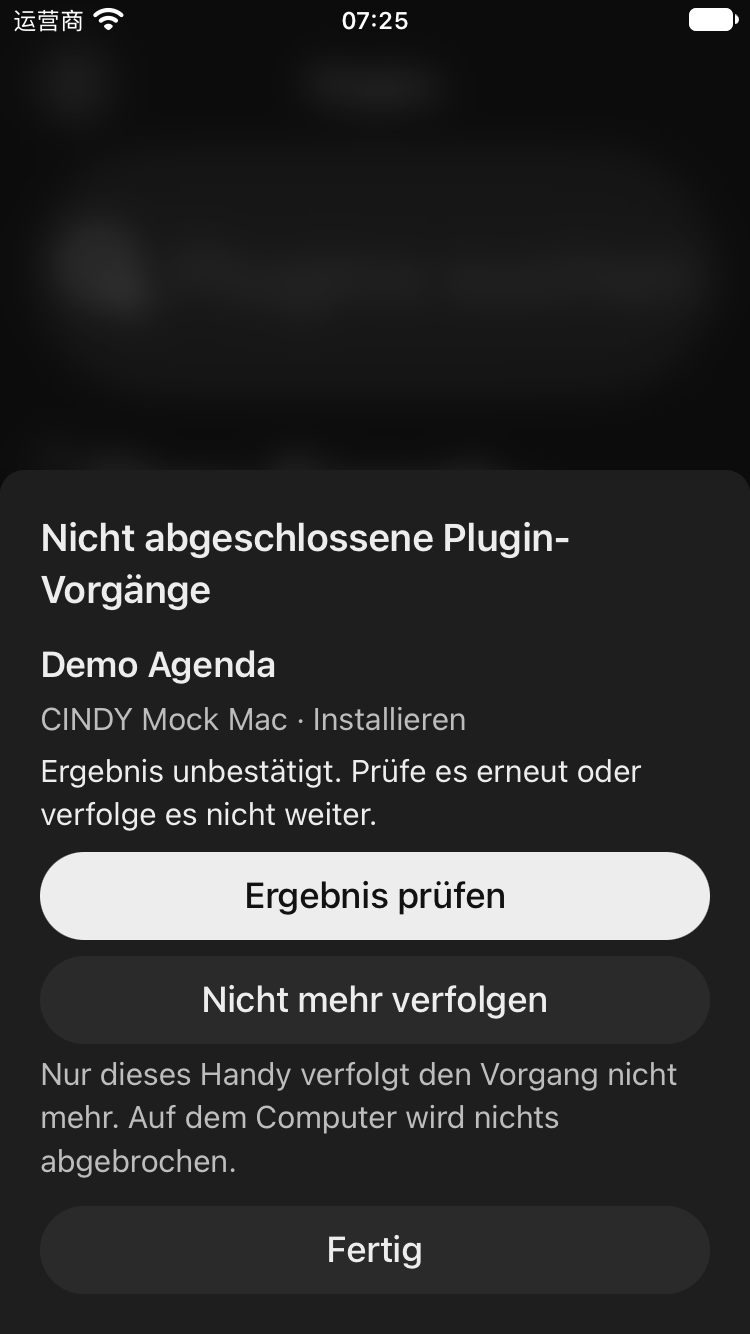 运营商
07:25
Nicht abgeschlossene Plugin-
Vorgänge
Demo Agenda
CINDY Mock Mac · Installieren
Ergebnis unbestätigt. Prüfe es erneut oder
verfolge es nicht weiter.
Ergebnis prüfen
Nicht mehr verfolgen
Nur dieses Handy verfolgt den Vorgang nicht
mehr. Auf dem Computer wird nichts
abgebrochen.
Fertig